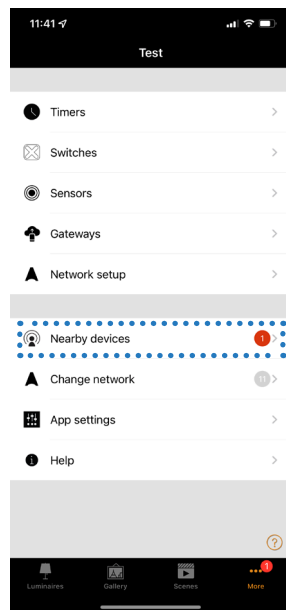 11:41
Test
Timers
Switches
Sensors
Gateways
Network setup
Nearby devices 1
Change network 11
App settings
Help
?
1
Luminaires Gallery Scenes More